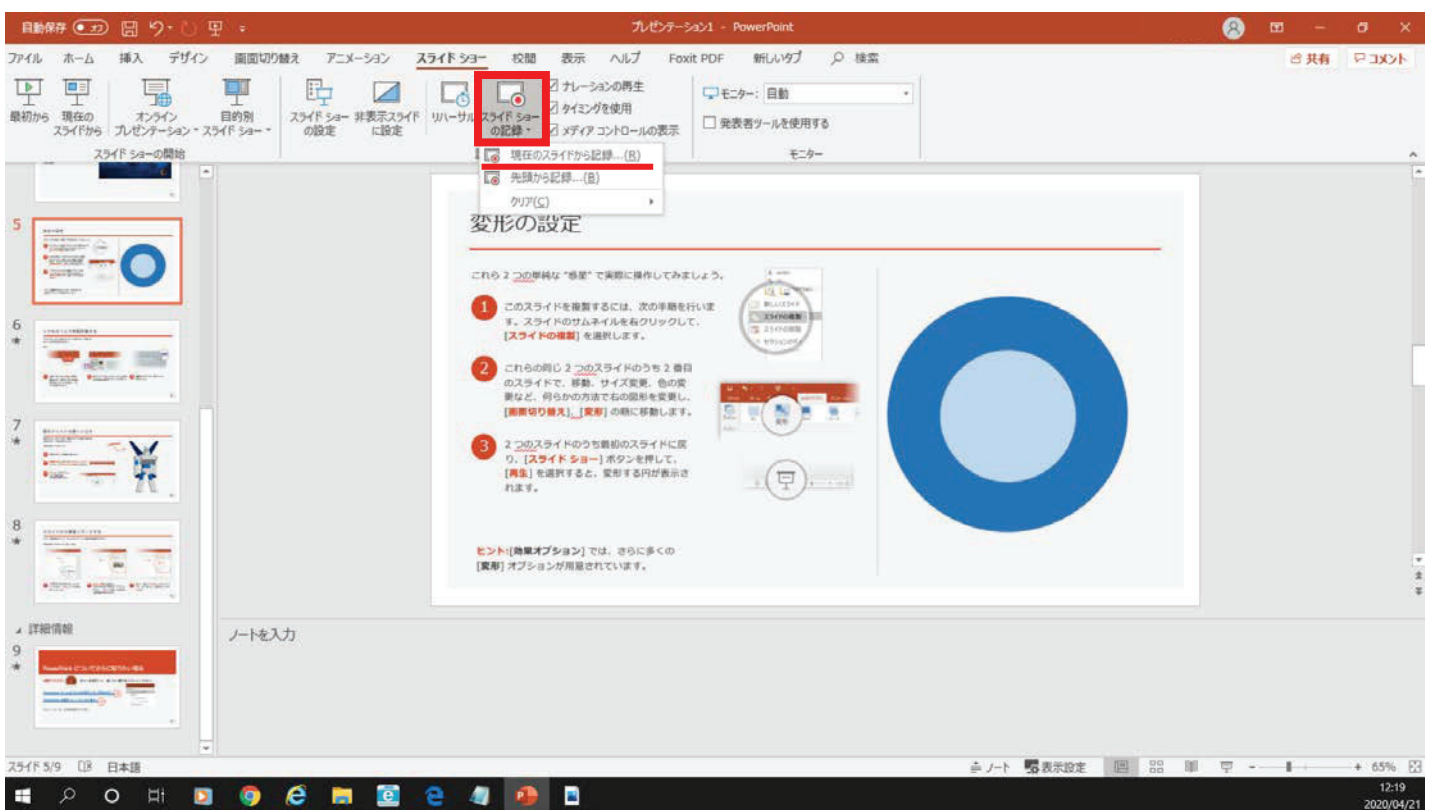 自動保存 オフ
プレゼンテーション1 - PowerPoint
ファイル ホーム 挿入 デザイン 画面切り替え アニメーション スライド ショー 校閲 表示 ヘルプ Foxit PDF 新しいタブ 検索
共有 コメント
最初から
現在の
スライドから
オンライン
プレゼンテーション
目的別
スライド ショー
スライド ショーの開始
スライド ショー
の設定
非表示スライド
に設定
リハーサル
スライド ショー
の記録
ナレーションの再生
タイミングを使用
メディア コントロールの表示
モニター: 自動
発表者ツールを使用する
モニター
現在のスライドから記録...(R)
先頭から記録...(B)
クリア(C)
5
6
7
8
詳細情報
9
変形の設定
これら 2 つの単純な "惑星" で実際に操作してみましょう。
1 このスライドを複製するには、次の手順を行いま
す。スライドのサムネイルを右クリックして、
[スライドの複製] を選択します。
2 これらの同じ 2 つのスライドのうち 2 番目
のスライドで、移動、サイズ変更、色の変
更など、何らかの方法で右の図形を変更し、
[画面切り替え]、[変形] の順に移動します。
変形
3 2 つのスライドのうち最初のスライドに戻
り、[スライド ショー] ボタンを押して、
[再生] を選択すると、変形する円が表示さ
れます。
ヒント:[効果オプション] では、さらに多くの
[変形] オプションが用意されています。
ノートを入力
スライド 5/9 日本語
ノート 表示設定 65%
12:19
2020/04/21